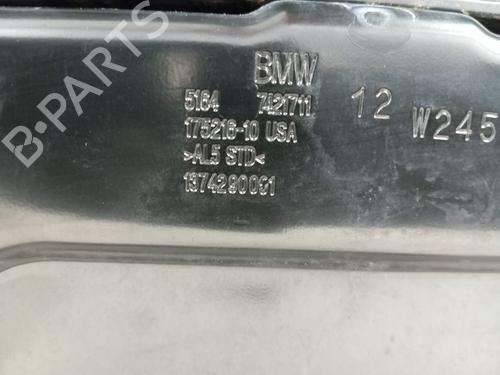 BMW
5164 7421711
175216-10 USA
>AL5 STD<
1374290001
12 W245
B-PARTS